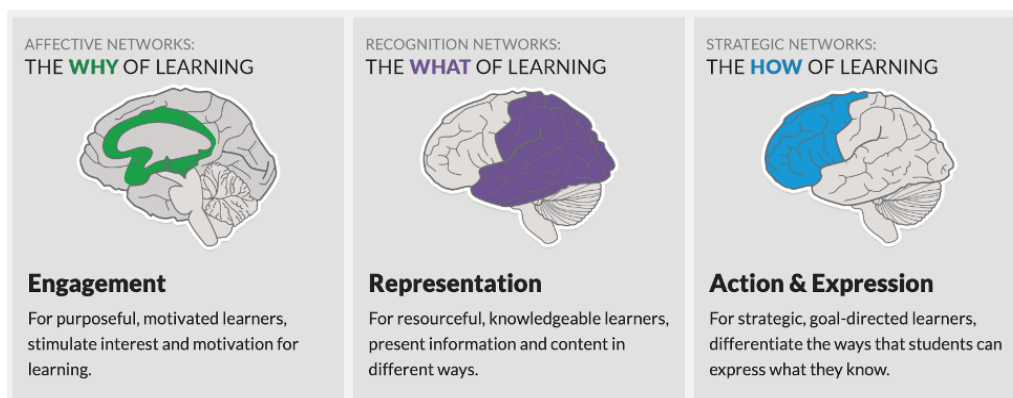 AFFECTIVE NETWORKS:
THE WHY OF LEARNING
Engagement
For purposeful, motivated learners,
stimulate interest and motivation for
learning.
RECOGNITION NETWORKS:
THE WHAT OF LEARNING
Representation
For resourceful, knowledgeable learners,
present information and content in
different ways.
STRATEGIC NETWORKS:
THE HOW OF LEARNING
Action & Expression
For strategic, goal-directed learners,
differentiate the ways that students can
express what they know.